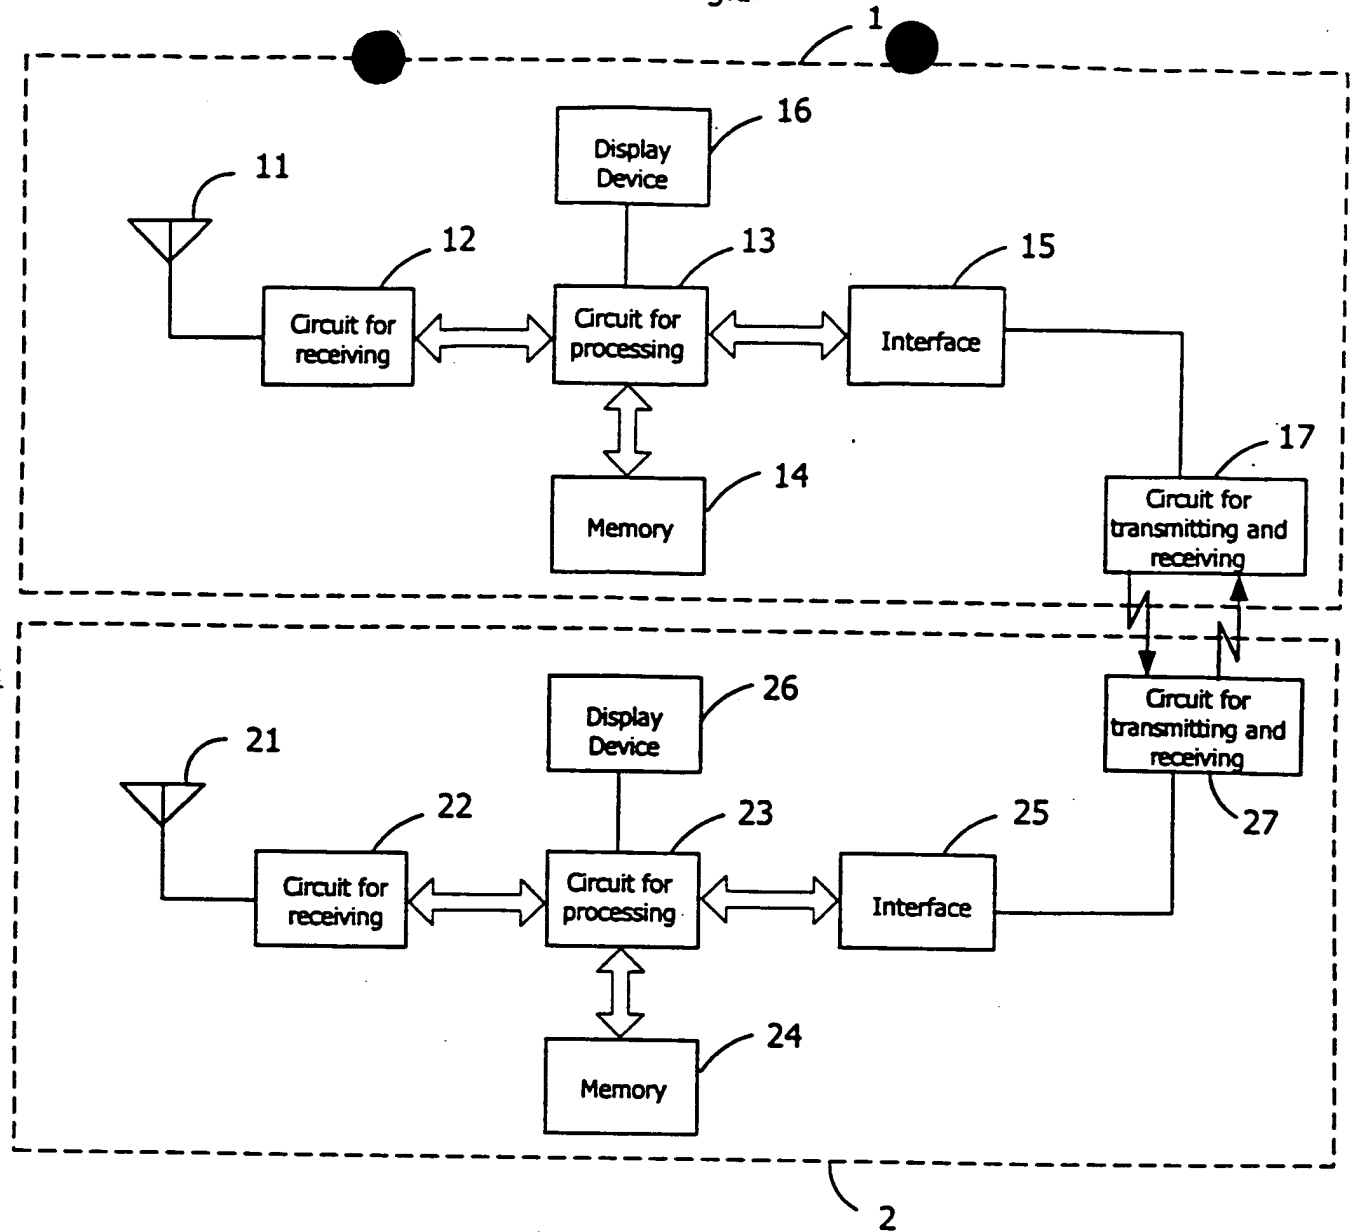 1
16
Display
Device
11
12
13
15
Circuit for
receiving
Circuit for
processing
Interface
14
Memory
17
Circuit for
transmitting and
receiving
26
Display
Device
Circuit for
transmitting and
receiving
27
21
22
23
25
Circuit for
receiving
Circuit for
processing
Interface
24
Memory
2